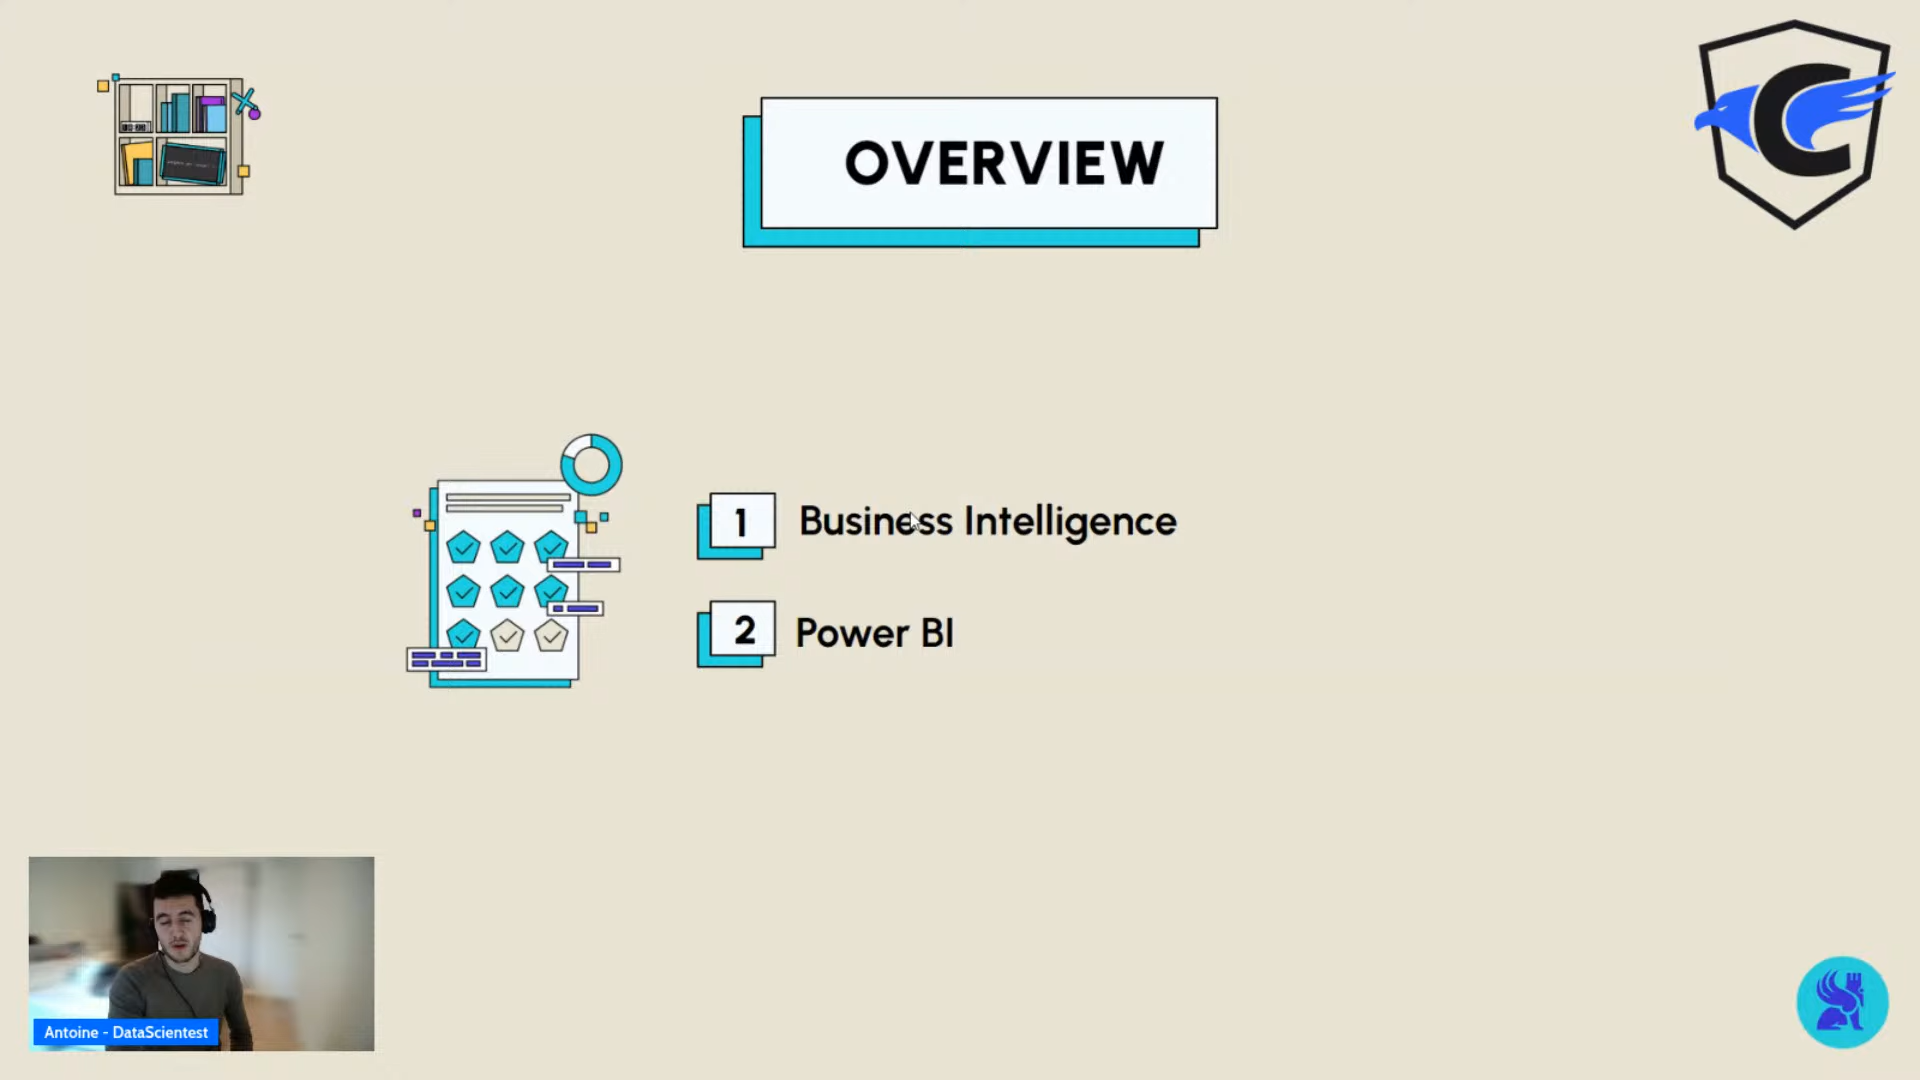 OVERVIEW
1 Business Intelligence
2 Power BI
Antoine - DataScientest